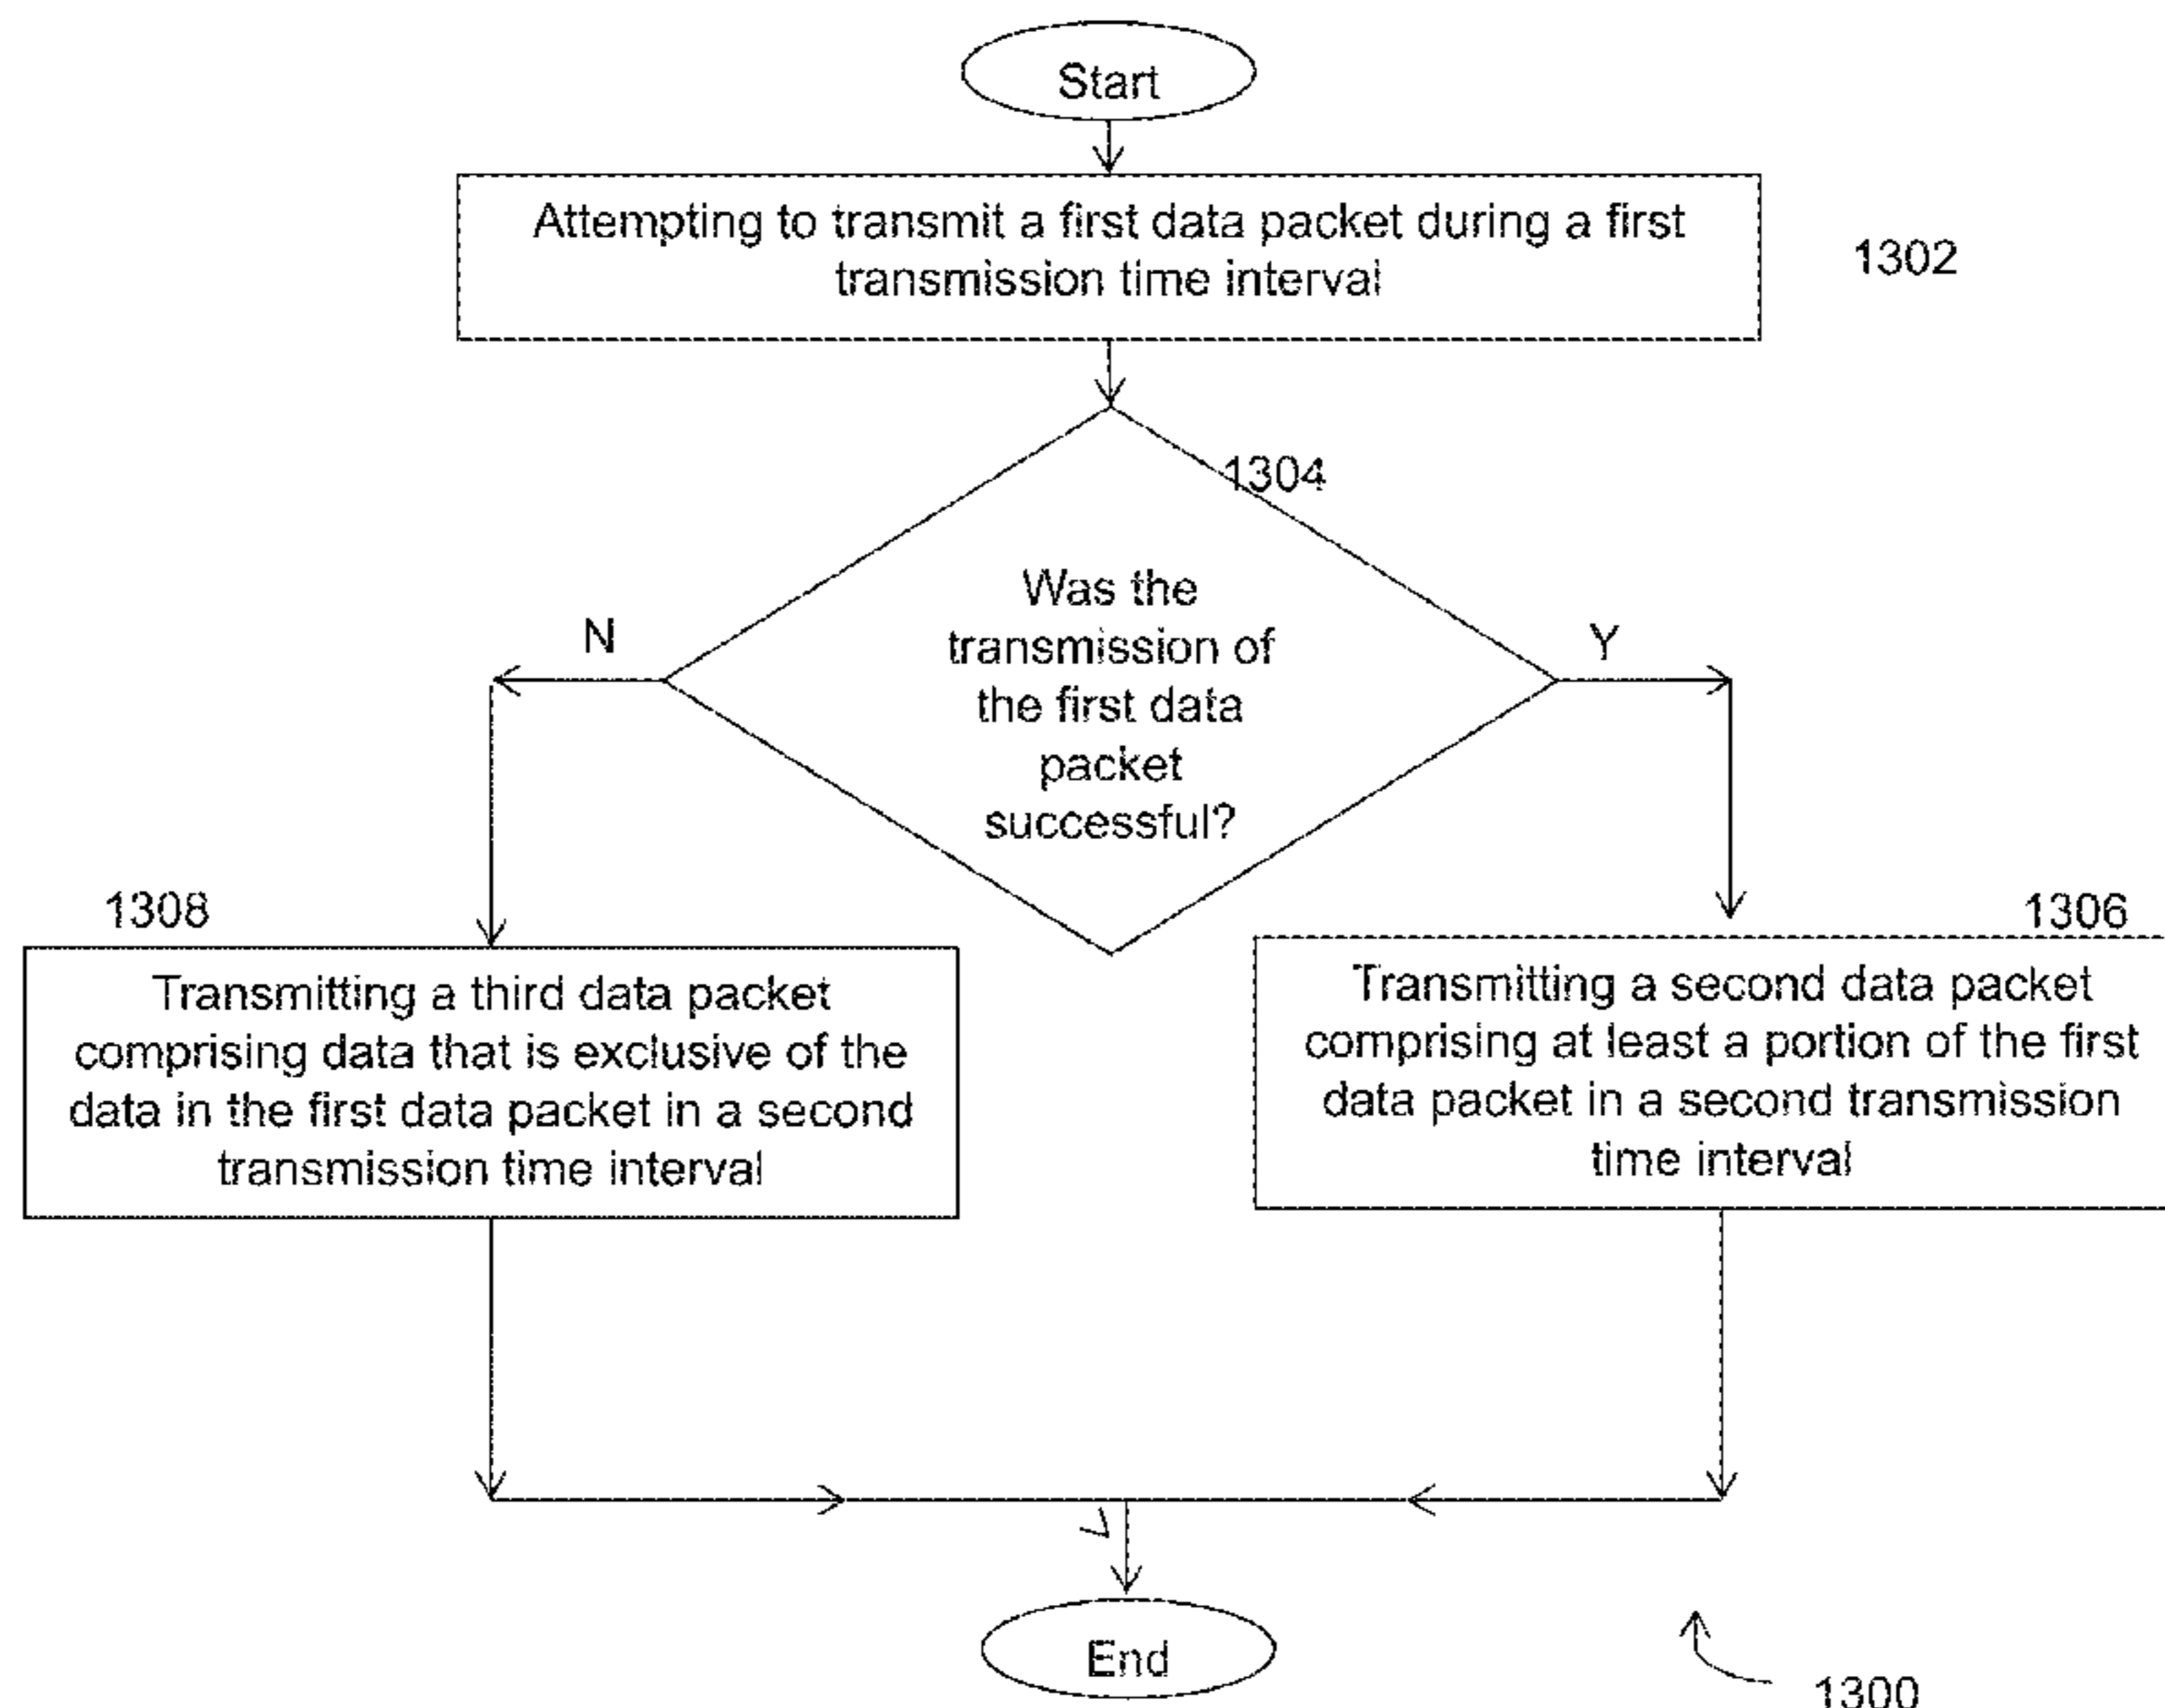 Start
Attempting to transmit a first data packet during a first
transmission time interval
1302
1304
Was the
transmission of
the first data
packet
successful?
N
Y
1308
Transmitting a third data packet
comprising data that is exclusive of the
data in the first data packet in a second
transmission time interval
1306
Transmitting a second data packet
comprising at least a portion of the first
data packet in a second transmission
time interval
End
1300